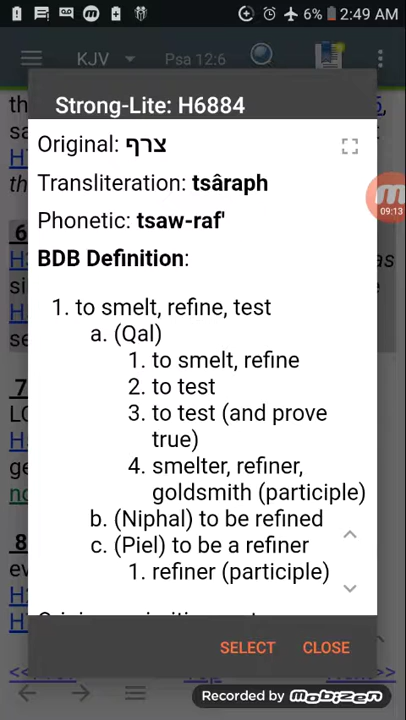 6% 2:49 AM
KJV Psa 12:6
Strong-Lite: H6884
Original: צרף
Transliteration: tsâraph
Phonetic: tsaw-raf'
09:13
BDB Definition:
1. to smelt, refine, test
a. (Qal)
1. to smelt, refine
2. to test
3. to test (and prove
true)
4. smelter, refiner,
goldsmith (participle)
b. (Niphal) to be refined
c. (Piel) to be a refiner
1. refiner (participle)
SELECT CLOSE
Recorded by Mobizen